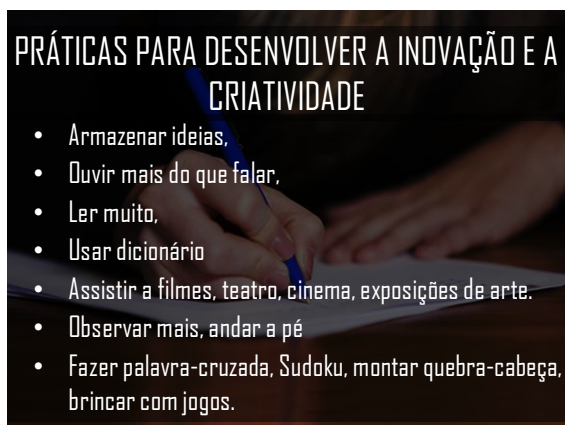 PRÁTICAS PARA DESENVOLVER A INOVAÇÃO E A
CRIATIVIDADE
• Armazenar ideias,
• Ouvir mais do que falar,
• Ler muito,
• Usar dicionário
• Assistir a filmes, teatro, cinema, exposições de arte.
• Observar mais, andar a pé
• Fazer palavra-cruzada, Sudoku, montar quebra-cabeça,
brincar com jogos.